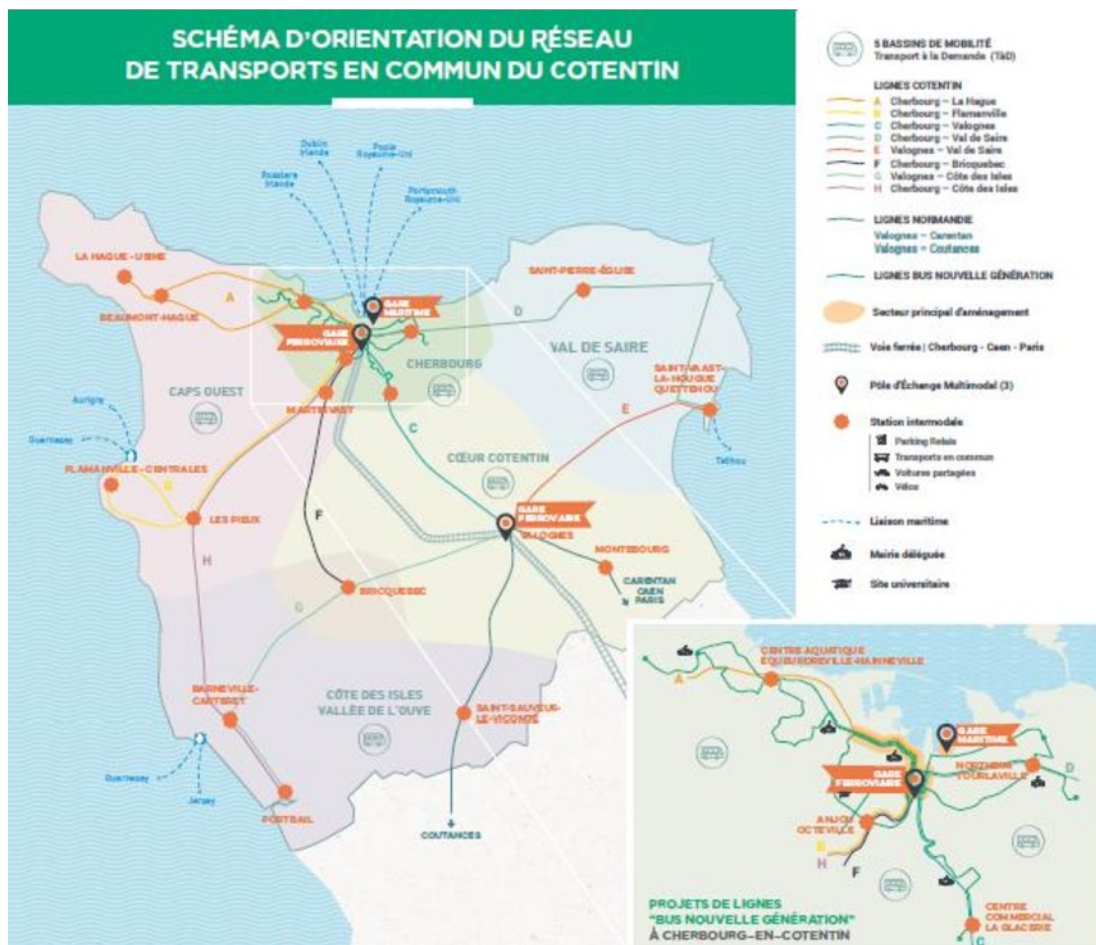 SCHÉMA D'ORIENTATION DU RÉSEAU
DE TRANSPORTS EN COMMUN DU COTENTIN
5 BASSINS DE MOBILITÉ
Transport à la Demande (TàD)
LIGNES COTENTIN
A Cherbourg – La Hague
B Cherbourg – Flamanville
C Cherbourg – Valognes
D Cherbourg – Val de Saire
E Valognes – Val de Saire
F Cherbourg – Bricquebec
G Valognes – Côte des Isles
H Cherbourg – Côte des Isles
LIGNES NORMANDIE
Valognes – Carentan
Valognes – Coutances
LIGNES BUS NOUVELLE GÉNÉRATION
Secteur principal d'aménagement
Voie ferrée | Cherbourg - Caen - Paris
Pôle d'Échange Multimodal (3)
Station intermodale
Parking Relais
Transports en commun
Voitures partagées
Vélos
Liaison maritime
Mairie déléguée
Site universitaire
Dublin
Irlande
Poole
Royaume-Uni
Rosslare
Irlande
Portsmouth
Royaume-Uni
LA HAGUE - USINE
BEAUMONT-HAGUE
A
GARE
MARITIME
GARE
FERROVIAIRE
SAINT-PIERRE-ÉGLISE
D
CHERBOURG
VAL DE SAIRE
SAINT-VAAST-
LA-HOUGUE
QUETTEHOU
CAPS OUEST
MARTINVAST
E
Aurigny
Guernesey
C
Tatihou
FLAMANVILLE - CENTRALES
B
CŒUR COTENTIN
LES PIEUX
F
GARE
FERROVIAIRE
VALOGNES
H
MONTEBOURG
CARENTAN
CAEN
PARIS
BRICQUEBEC
G
BARNEVILLE-
CARTERET
CÔTE DES ISLES
VALLÉE DE L'OUVE
SAINT-SAUVEUR-
LE-VICOMTE
Guernesey
Jersey
PORTBAIL
COUTANCES
CENTRE AQUATIQUE
ÉQUEURDREVILLE-HAINNEVILLE
A
GARE
MARITIME
GARE
FERROVIAIRE
TOURLAVILLE
D
ANJOU
OCTEVILLE
B
H
F
PROJETS DE LIGNES
"BUS NOUVELLE GÉNÉRATION"
À CHERBOURG-EN-COTENTIN
CENTRE
COMMERCIAL
LA GLACERIE
C